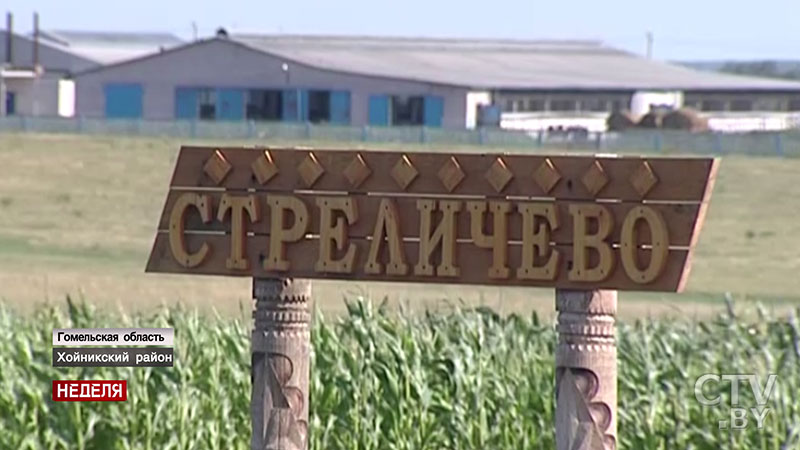 СТРЕЛИЧЕВО
Гомельская область
Хойникский район
НЕДЕЛЯ
CTV
.BY